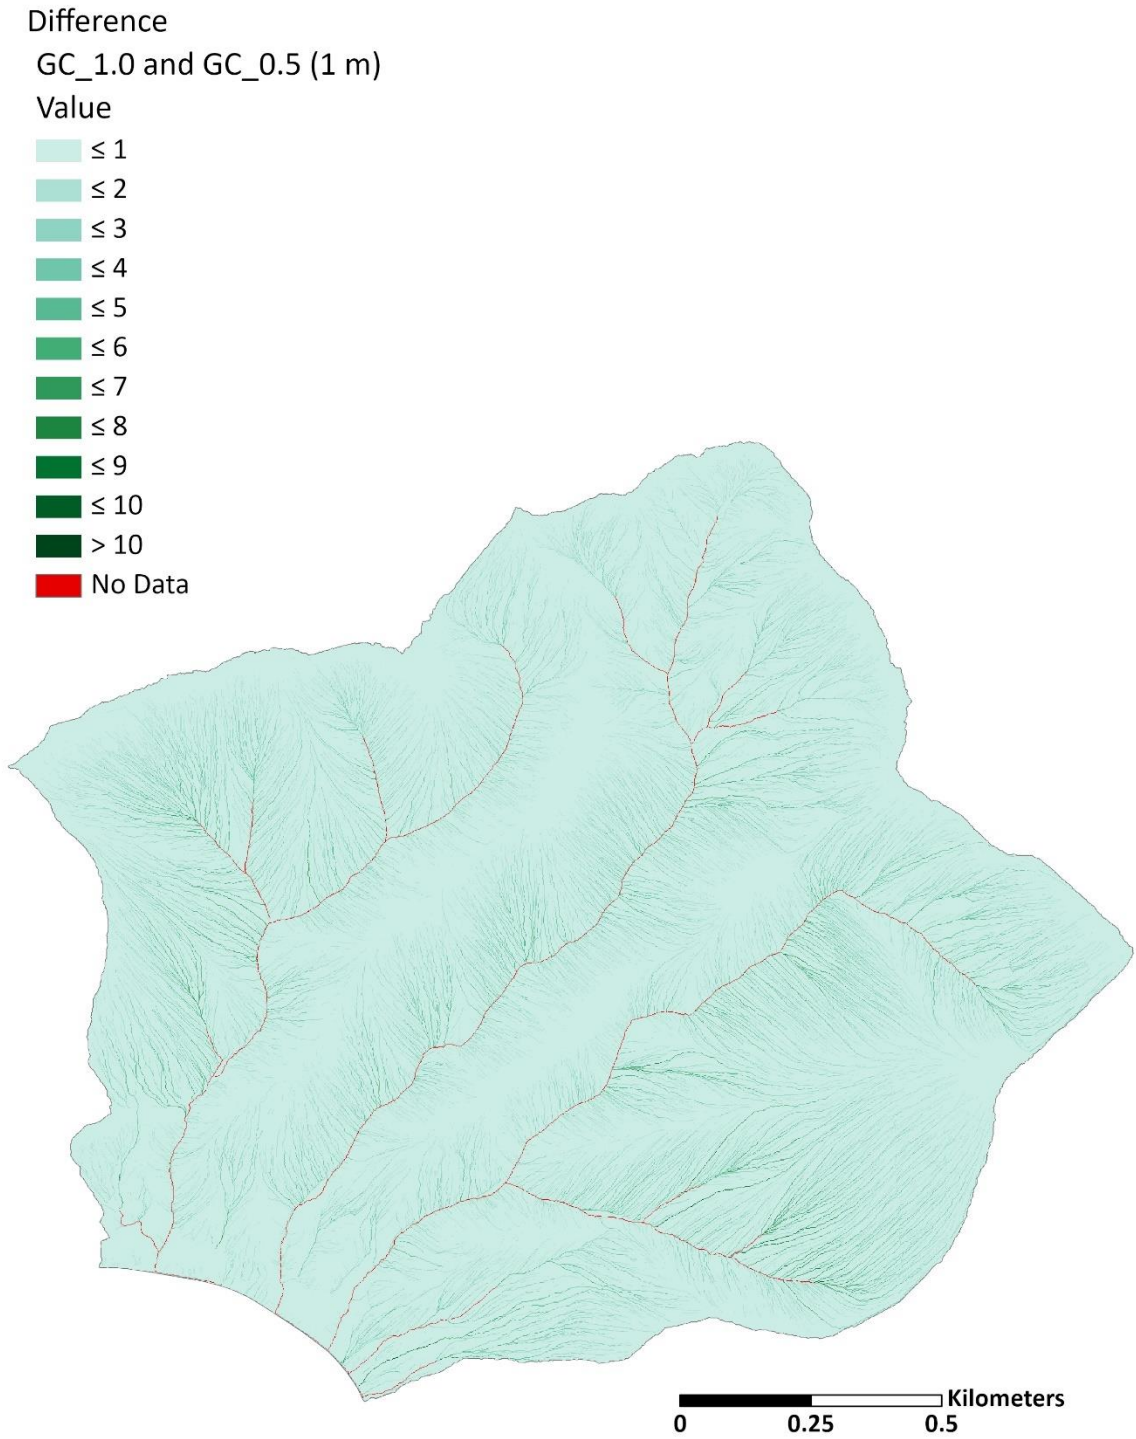 Difference
GC_1.0 and GC_0.5 (1 m)
Value
≤ 1
≤ 2
≤ 3
≤ 4
≤ 5
≤ 6
≤ 7
≤ 8
≤ 9
≤ 10
> 10
No Data
Kilometers
0 0.25 0.5